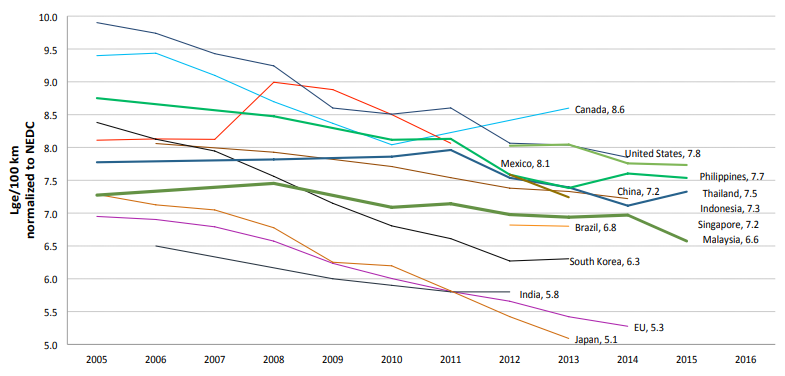 10.0
9.5
9.0
8.5
8.0
7.5
7.0
6.5
6.0
5.5
5.0
Lge/100 km
normalized to NEDC
Canada, 8.6
United States, 7.8
Mexico, 8.1
Philippines, 7.7
China, 7.2
Thailand, 7.5
Indonesia, 7.3
Singapore, 7.2
Brazil, 6.8
Malaysia, 6.6
South Korea, 6.3
India, 5.8
EU, 5.3
Japan, 5.1
2005 2006 2007 2008 2009 2010 2011 2012 2013 2014 2015 2016